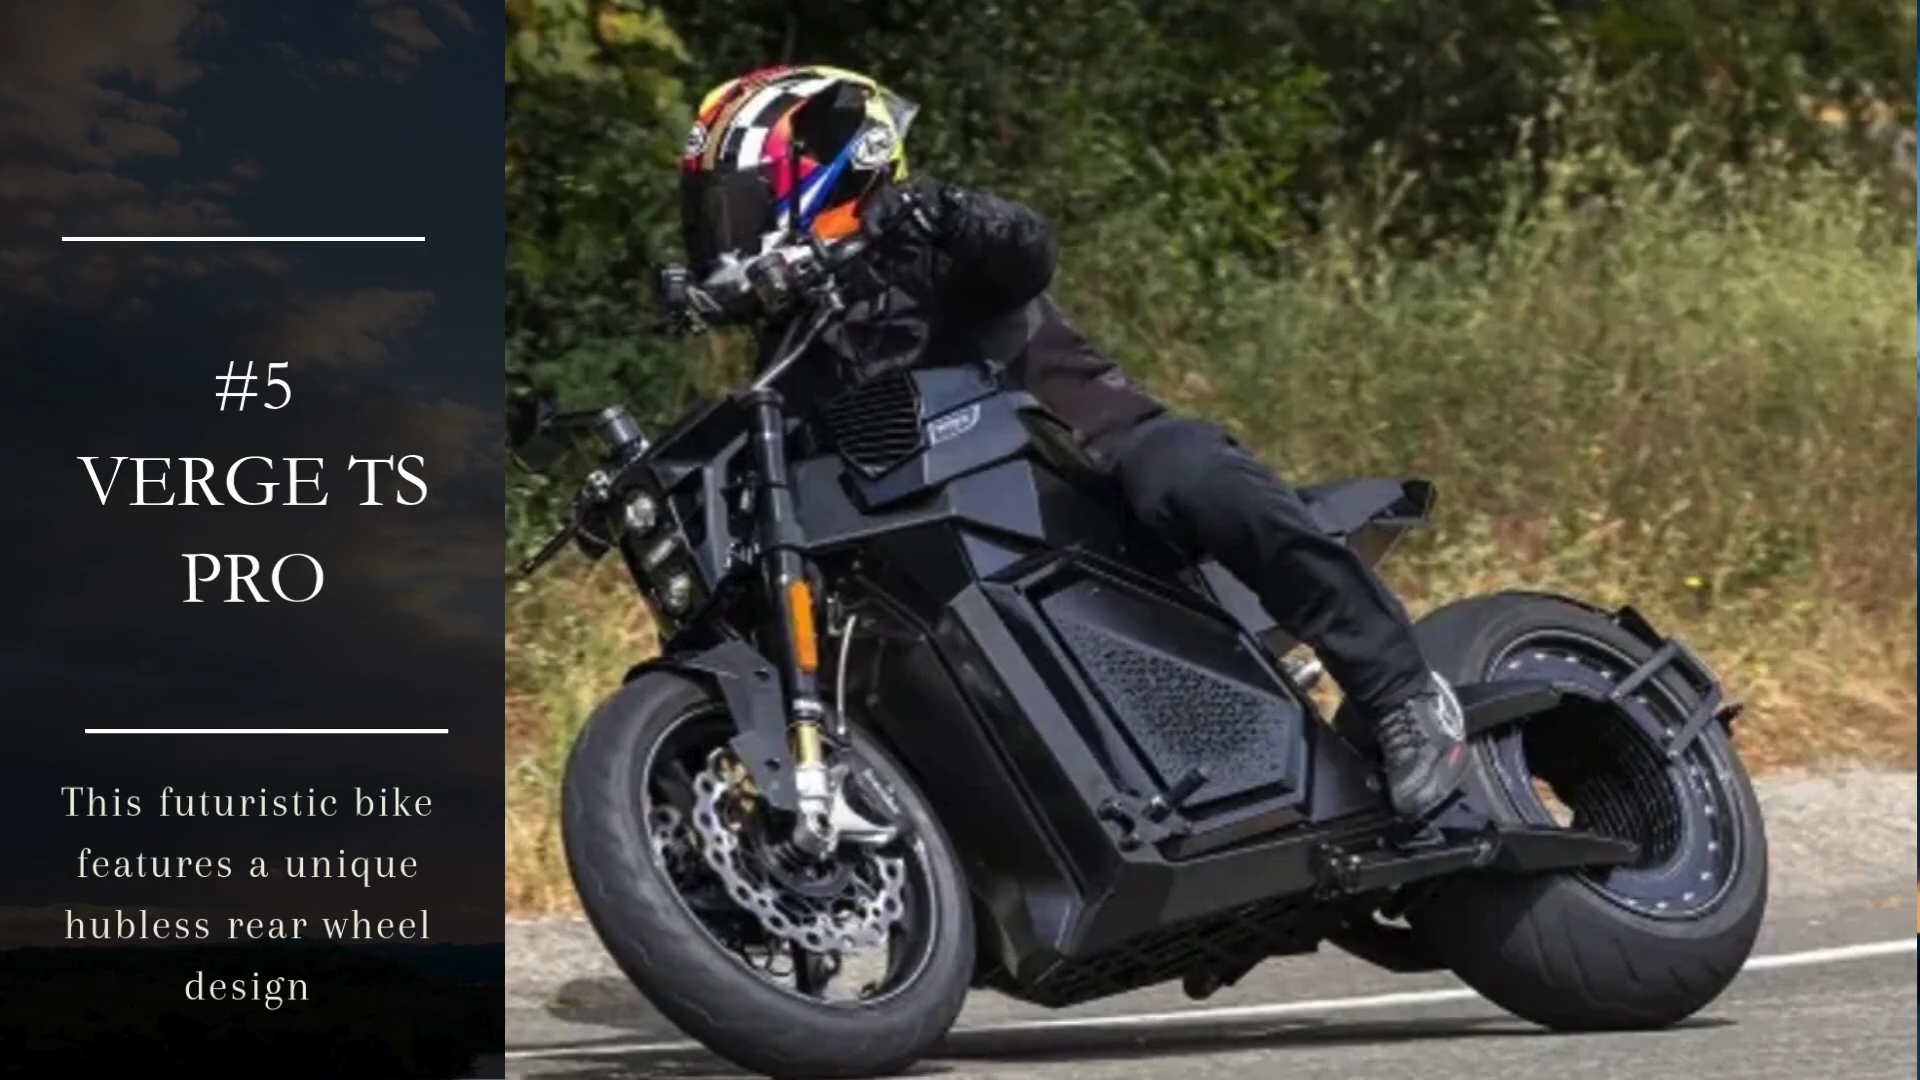 #5
VERGE TS
PRO
This futuristic bike
features a unique
hubless rear wheel
design